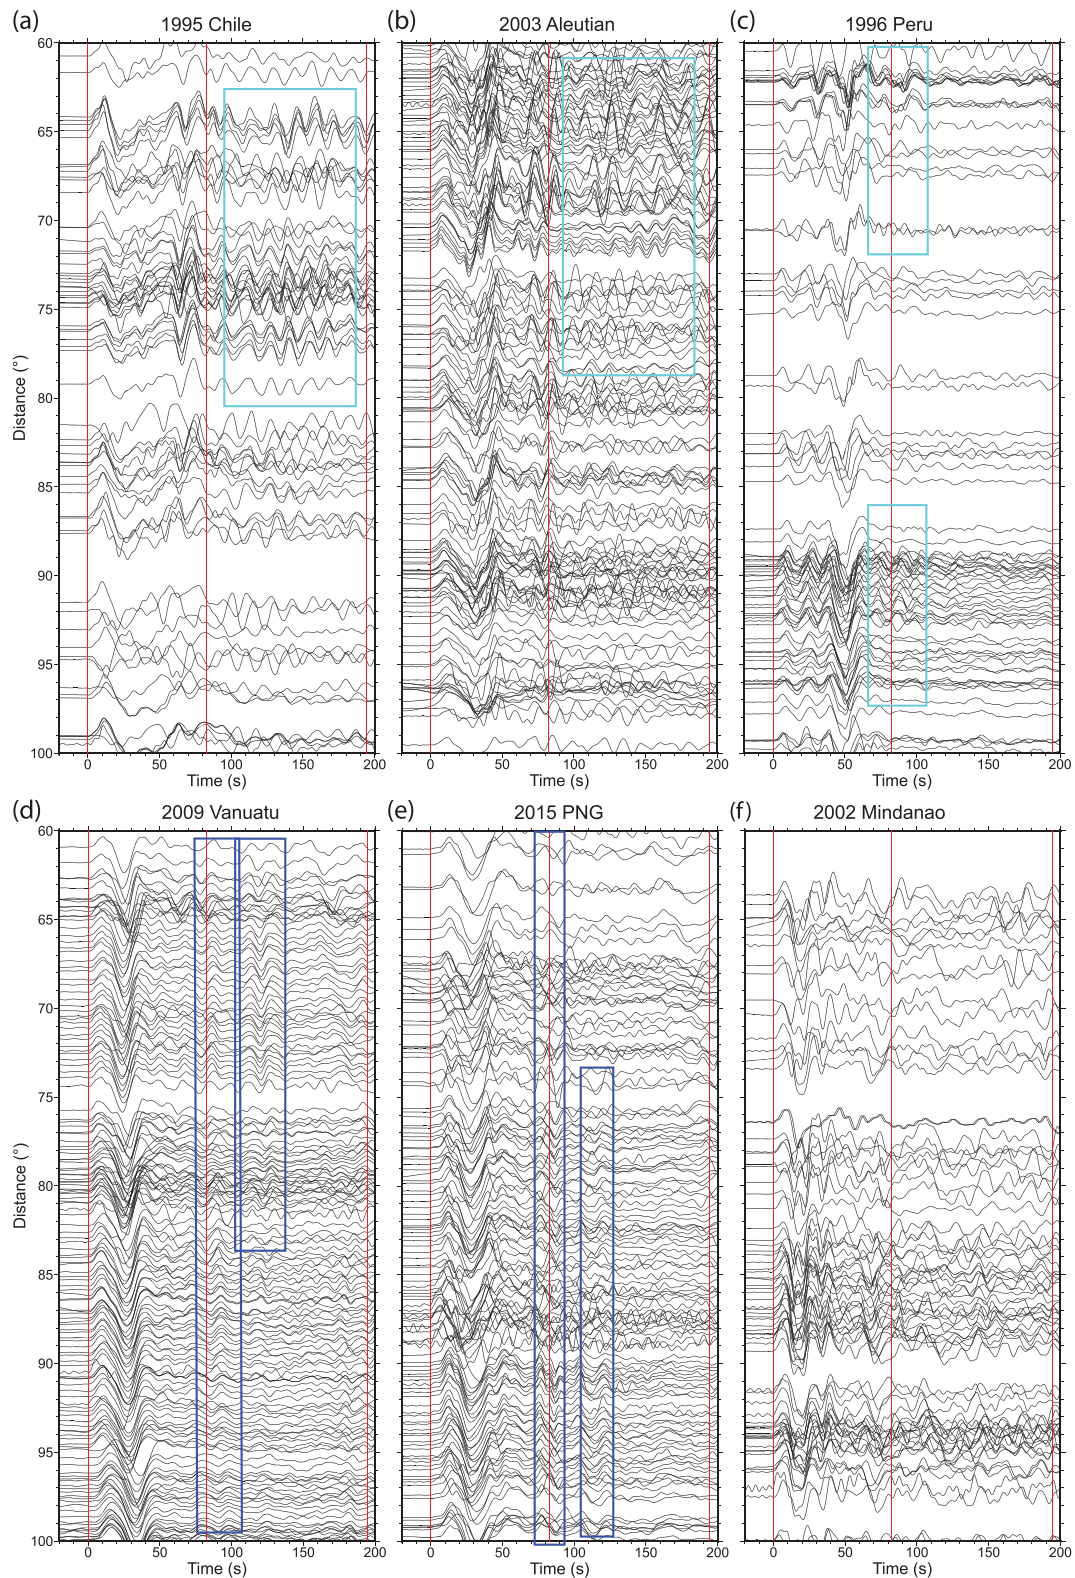 (a) 1995 Chile (b) 2003 Aleutian (c) 1996 Peru
60
65
70
75
80
85
90
95
100
Distance (°)
0 50 100 150 200 0 50 100 150 200 0 50 100 150 200
Time (s) Time (s) Time (s)
(d) 2009 Vanuatu (e) 2015 PNG (f) 2002 Mindanao
60
65
70
75
80
85
90
95
100
Distance (°)
0 50 100 150 200 0 50 100 150 200 0 50 100 150 200
Time (s) Time (s) Time (s)